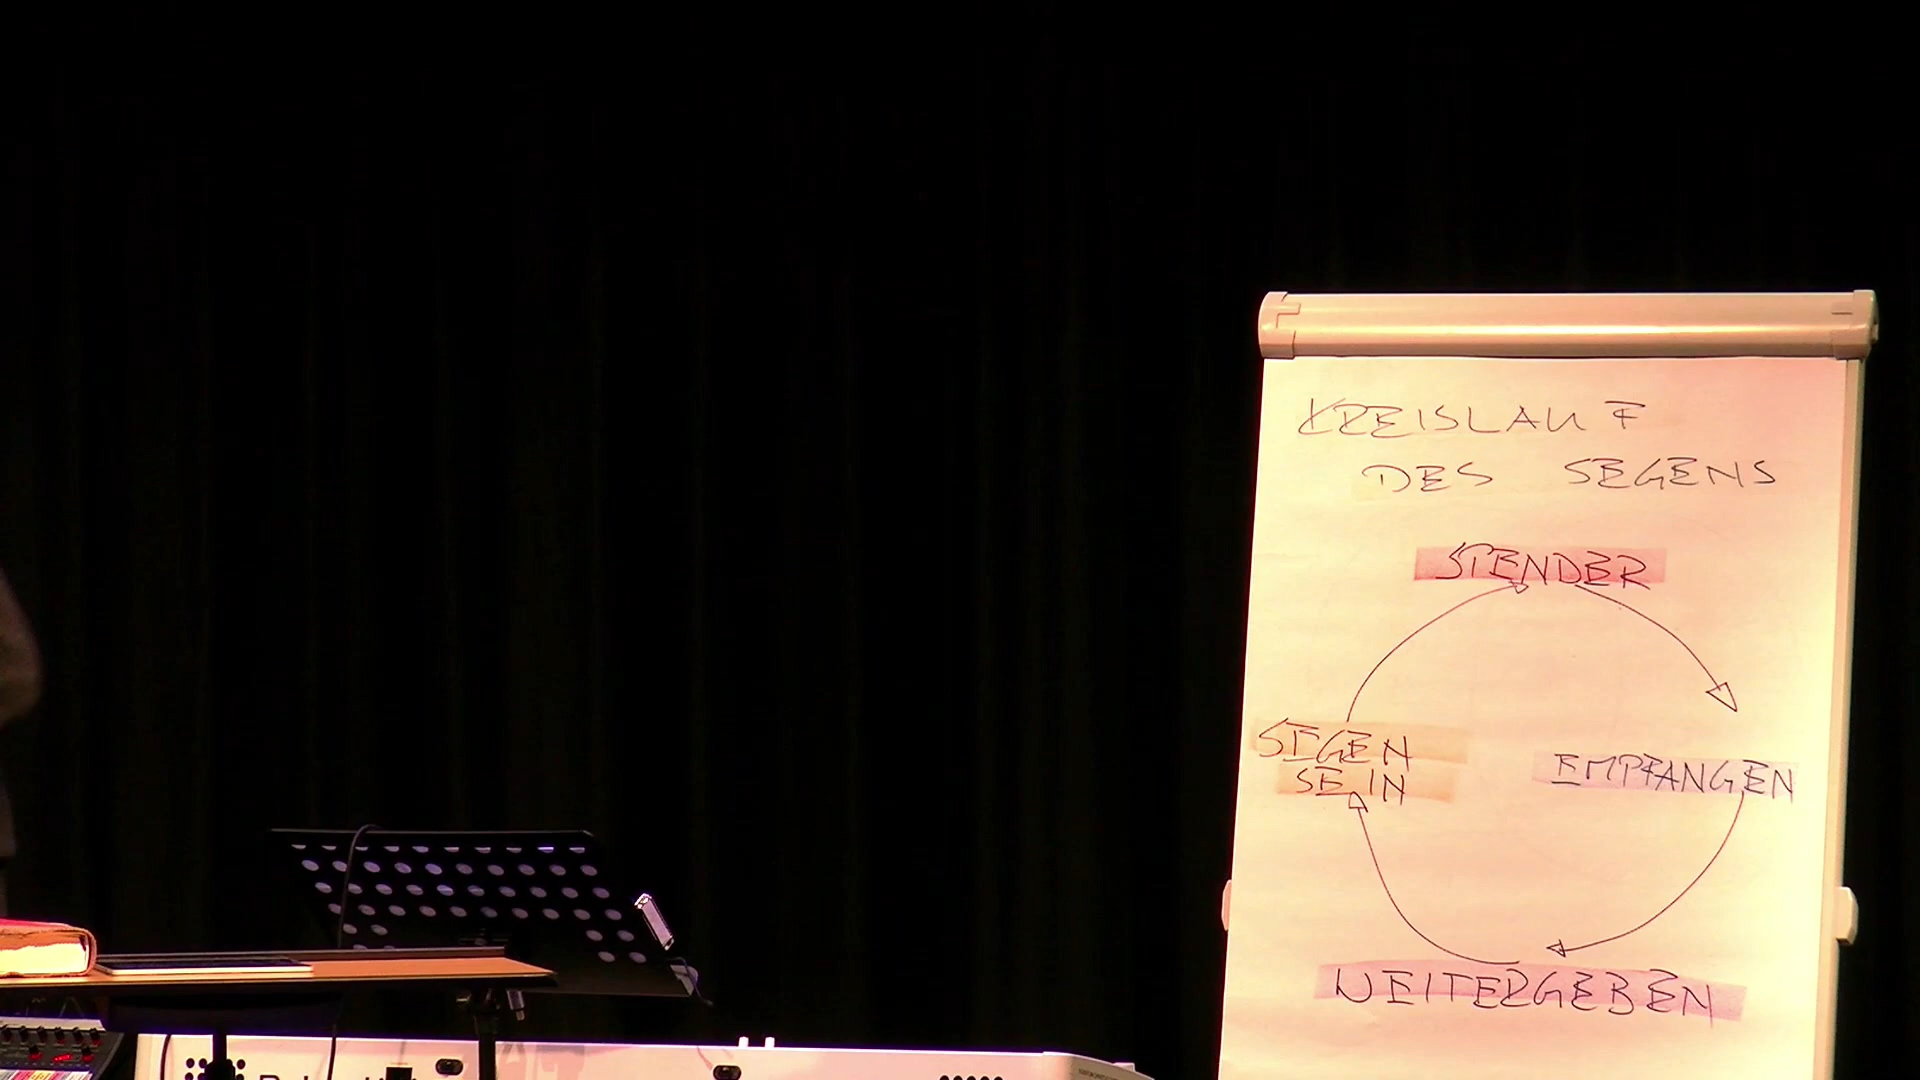 KREISLAUF
DES SEGENS
SPENDER
SEGEN
SEIN
EMPFANGEN
WEITERGEBEN